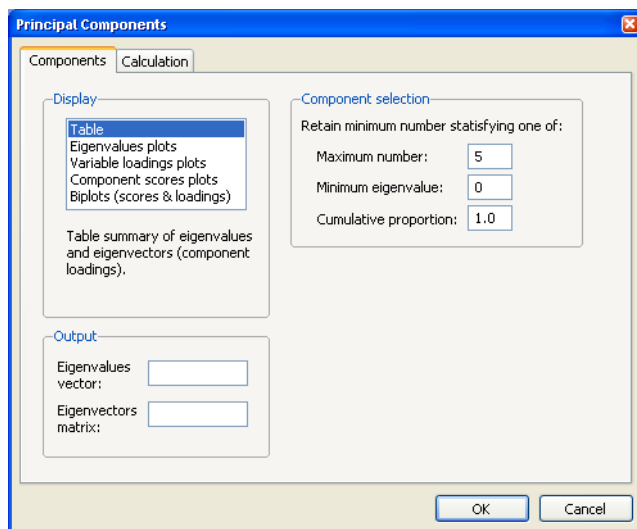 Principal Components
Components
Calculation
Display
Table
Eigenvalues plots
Variable loadings plots
Component scores plots
Biplots (scores & loadings)
Table summary of eigenvalues
and eigenvectors (component
loadings).
Output
Eigenvalues
vector:
Eigenvectors
matrix:
Component selection
Retain minimum number statisfying one of:
Maximum number: 5
Minimum eigenvalue: 0
Cumulative proportion: 1.0
OK
Cancel